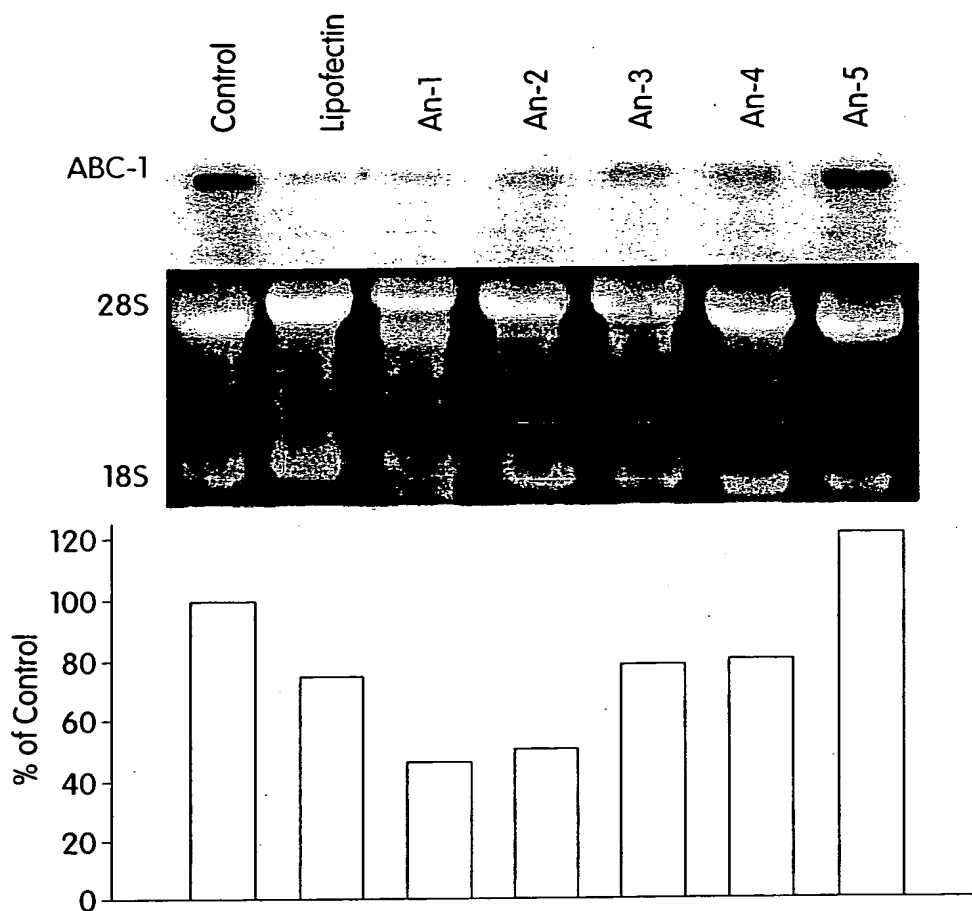 Control
Lipofectin
An-1
An-2
An-3
An-4
An-5
ABC-1
28S
18S
% of Control
120
100
80
60
40
20
0